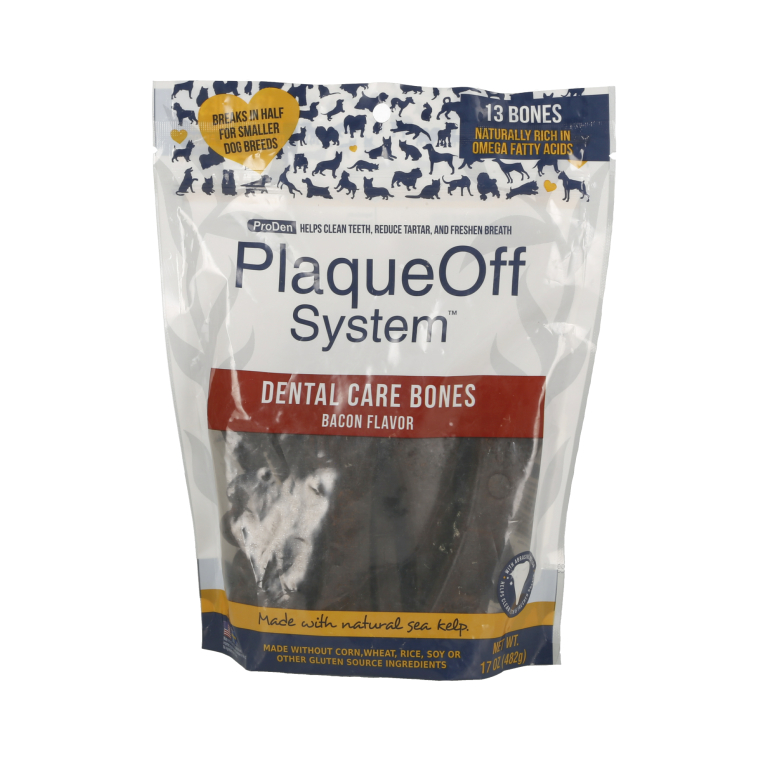 BREAKS IN HALF
FOR SMALLER
DOG BREEDS
13 BONES
NATURALLY RICH IN
OMEGA FATTY ACIDS
ProDen HELPS CLEAN TEETH, REDUCE TARTAR, AND FRESHEN BREATH
PlaqueOff
System™
DENTAL CARE BONES
BACON FLAVOR
Made with natural sea kelp.
MADE WITHOUT CORN,WHEAT, RICE, SOY OR
OTHER GLUTEN SOURCE INGREDIENTS
NET WT.
17 OZ (482g)